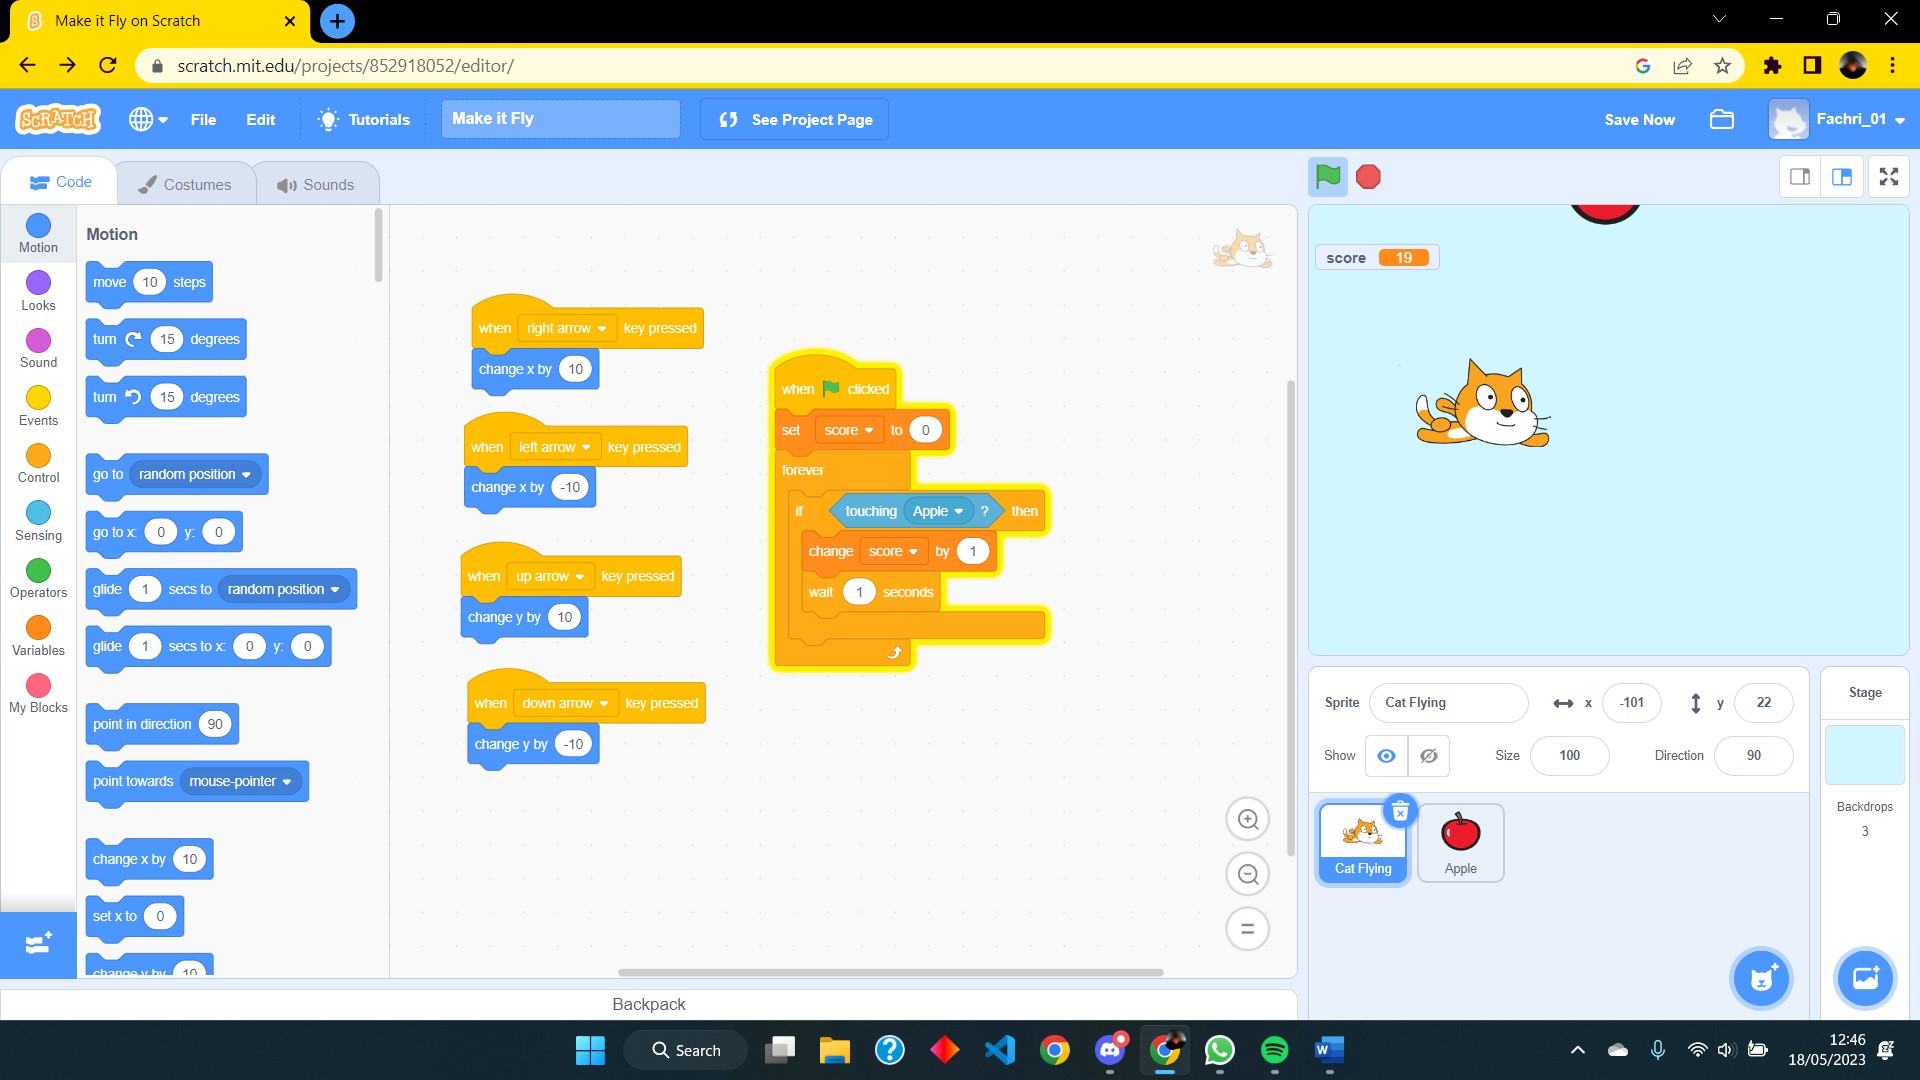 Make it Fly on Scratch
scratch.mit.edu/projects/852918052/editor/
SCRATCH
File
Edit
Tutorials
Make it Fly
See Project Page
Save Now
Fachri_01
Code
Costumes
Sounds
Motion
Looks
Sound
Events
Control
Sensing
Operators
Variables
My Blocks
Motion
move 10 steps
turn 15 degrees
turn 15 degrees
go to random position
go to x: 0 y: 0
glide 1 secs to random position
glide 1 secs to x: 0 y: 0
point in direction 90
point towards mouse-pointer
change x by 10
set x to 0
change y by 10
when right arrow key pressed
change x by 10
when left arrow key pressed
change x by -10
when up arrow key pressed
change y by 10
when down arrow key pressed
change y by -10
when clicked
set score to 0
forever
if touching Apple ? then
change score by 1
wait 1 seconds
Backpack
score 19
Sprite Cat Flying x -101 y 22
Show Size 100 Direction 90
Cat Flying
Apple
Stage
Backdrops
3
Search
12:46
18/05/2023